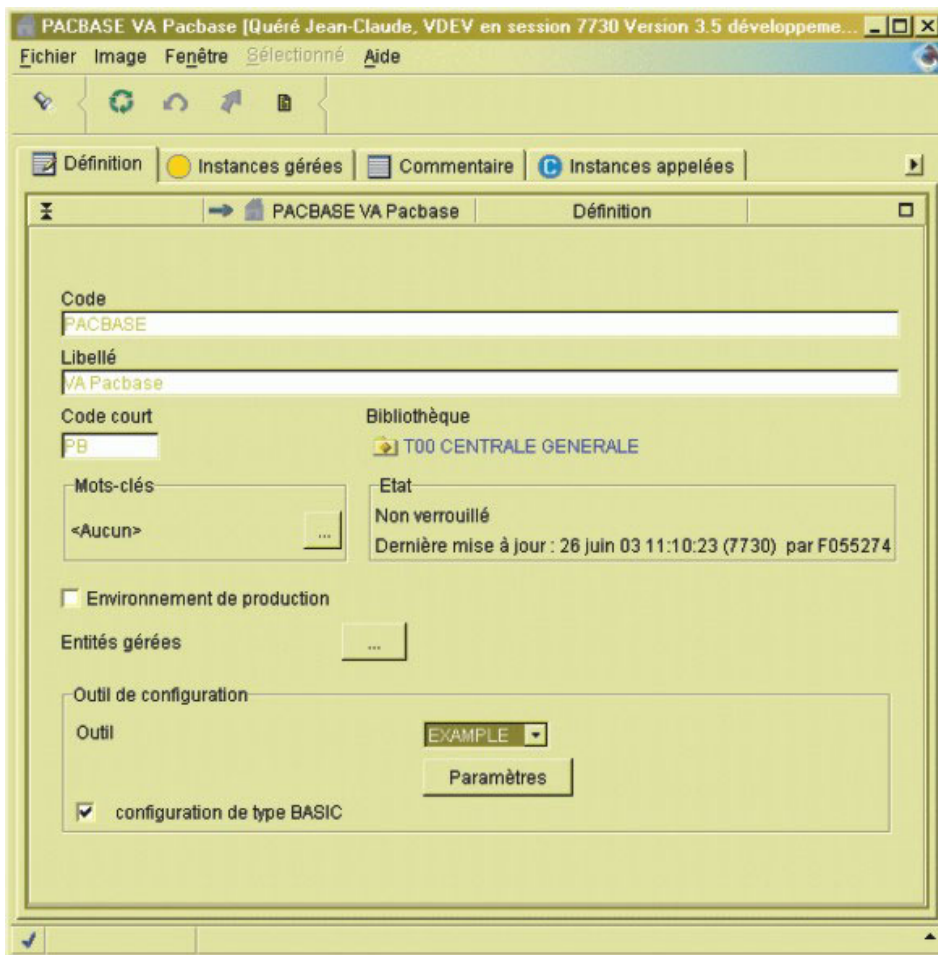 PACBASE VA Pacbase [Quéré Jean-Claude, VDEV en session 7730 Version 3.5 développeme...
Fichier Image Fenêtre Sélectionné Aide
Définition Instances gérées Commentaire C Instances appelées
PACBASE VA Pacbase Définition
Code
PACBASE
Libellé
VA Pacbase
Code court Bibliothèque
PB T00 CENTRALE GENERALE
Mots-clés Etat
Non verrouillé
<Aucun> ...
Dernière mise à jour : 26 juin 03 11:10:23 (7730) par F055274
Environnement de production
Entités gérées ...
Outil de configuration
Outil EXAMPLE
Paramètres
configuration de type BASIC